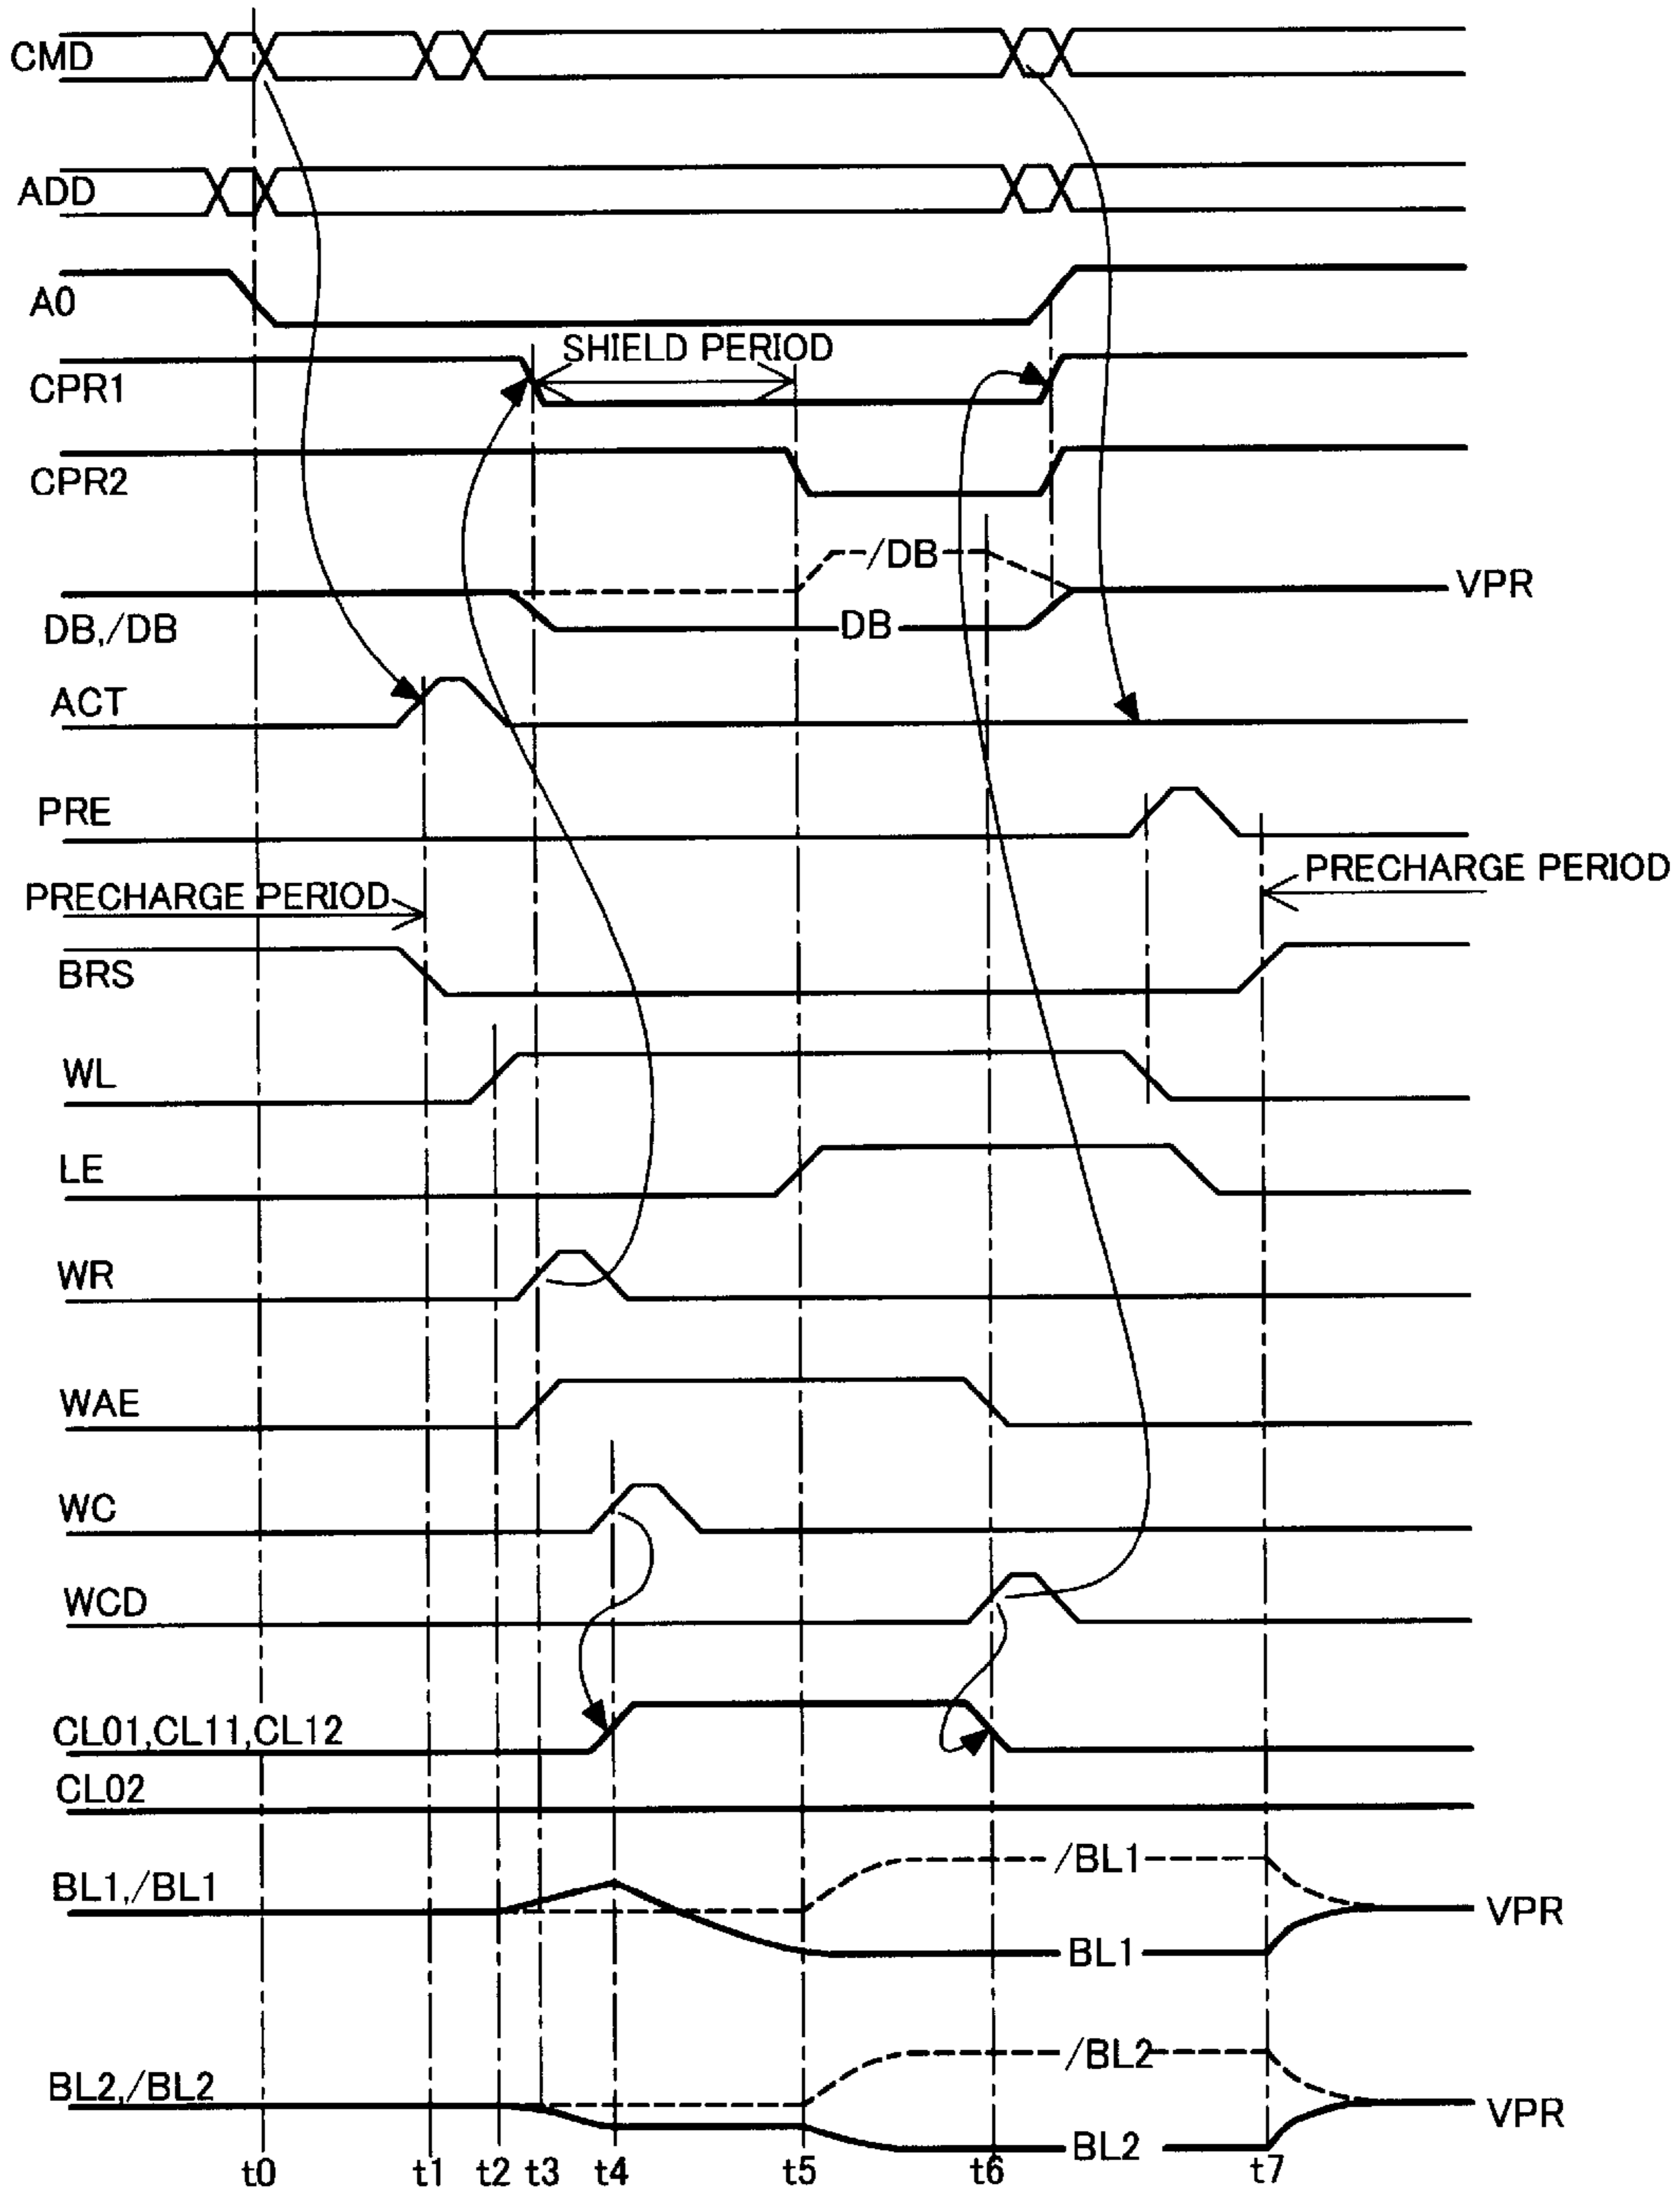 CMD
ADD
A0
SHIELD PERIOD
CPR1
CPR2
/DB
VPR
DB,/DB
DB
ACT
PRE
PRECHARGE PERIOD
PRECHARGE PERIOD
BRS
WL
LE
WR
WAE
WC
WCD
CL01,CL11,CL12
CL02
/BL1
BL1,/BL1
VPR
BL1
/BL2
BL2,/BL2
VPR
BL2
t0 t1 t2 t3 t4 t5 t6 t7